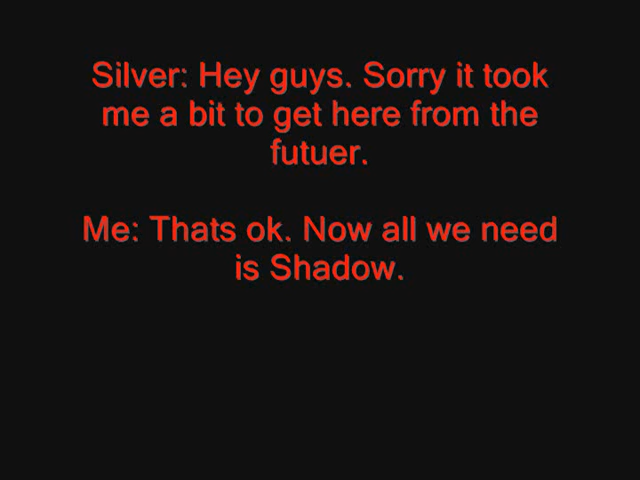 Silver: Hey guys. Sorry it took
me a bit to get here from the
futuer.
Me: Thats ok. Now all we need
is Shadow.